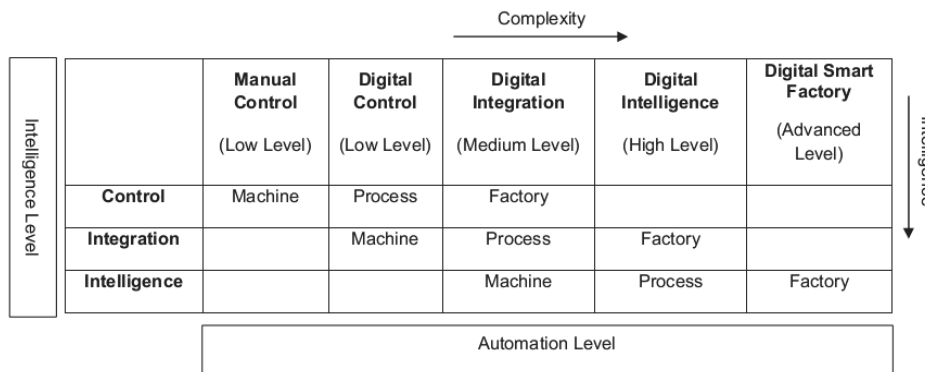 Complexity
Intelligence Level
Manual Control
(Low Level)
Digital Control
(Low Level)
Digital Integration
(Medium Level)
Digital Intelligence
(High Level)
Digital Smart Factory
(Advanced Level)
Control
Machine
Process
Factory
Integration
Machine
Process
Factory
Intelligence
Machine
Process
Factory
Automation Level